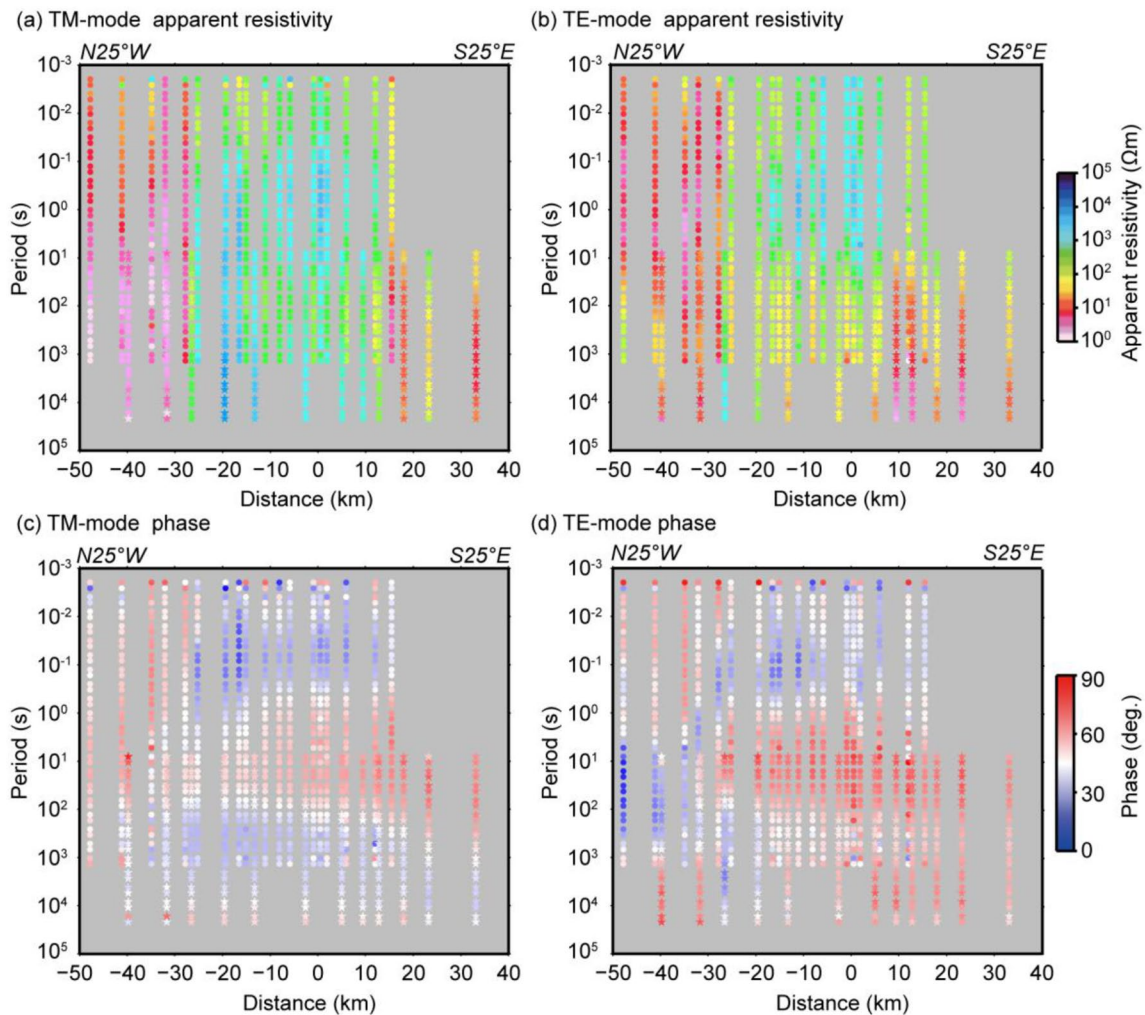 (a) TM-mode apparent resistivity
N25°W
10⁻³
10⁻²
10⁻¹
10⁰
10¹
10²
10³
10⁴
10⁵
Period (s)
−50 −40 −30 −20 −10 0 10 20 30 40
Distance (km)
(b) TE-mode apparent resistivity
N25°W S25°E
10⁻³
10⁻²
10⁻¹
10⁰
10¹
10²
10³
10⁴
10⁵
Period (s)
−50 −40 −30 −20 −10 0 10 20 30 40
Distance (km)
10⁵
10⁴
10³
10²
10¹
10⁰
Apparent resistivity (Ωm)
(c) TM-mode phase
N25°W S25°E
10⁻³
10⁻²
10⁻¹
10⁰
10¹
10²
10³
10⁴
10⁵
Period (s)
−50 −40 −30 −20 −10 0 10 20 30 40
Distance (km)
(d) TE-mode phase
N25°W S25°E
10⁻³
10⁻²
10⁻¹
10⁰
10¹
10²
10³
10⁴
10⁵
Period (s)
−50 −40 −30 −20 −10 0 10 20 30 40
Distance (km)
90
60
30
0
Phase (deg.)